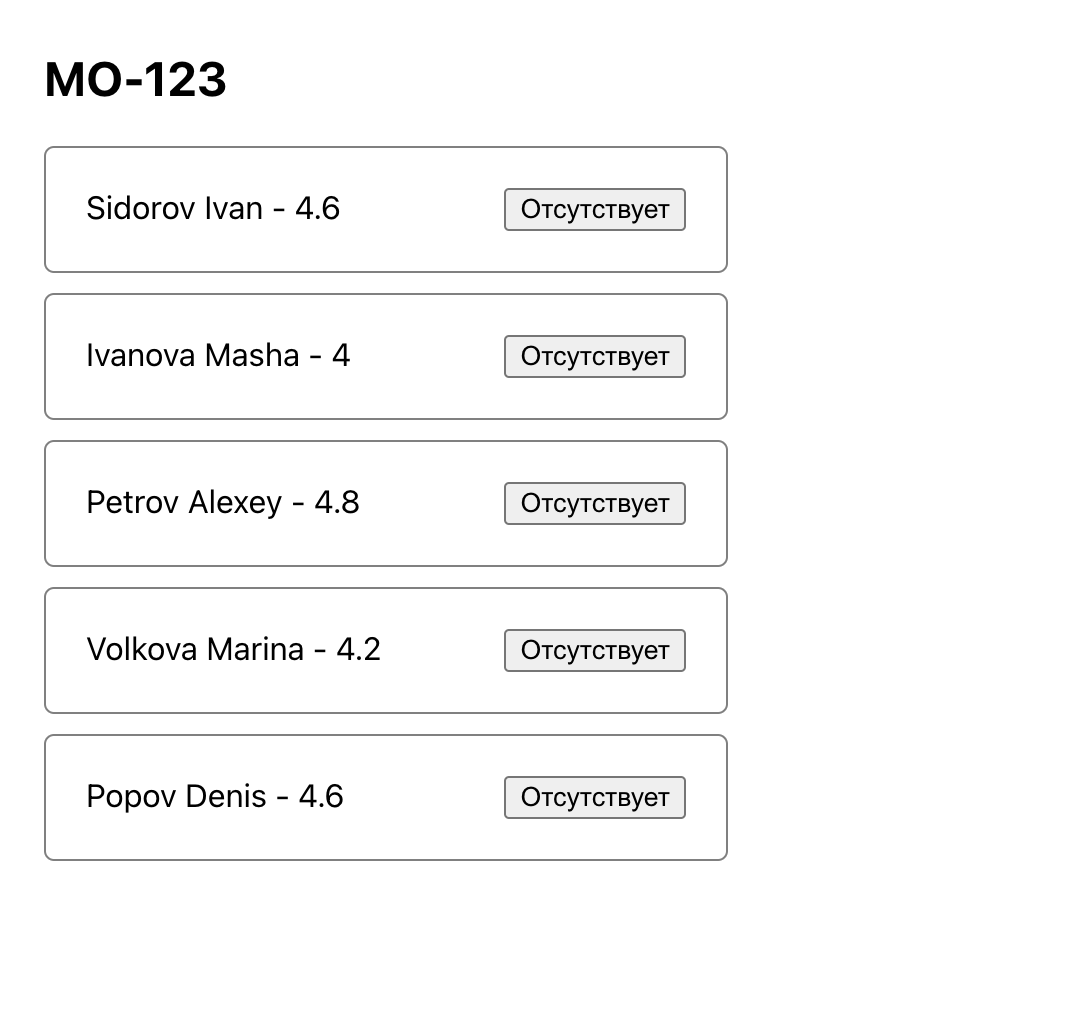 MO-123
Sidorov Ivan - 4.6 Отсутствует
Ivanova Masha - 4 Отсутствует
Petrov Alexey - 4.8 Отсутствует
Volkova Marina - 4.2 Отсутствует
Popov Denis - 4.6 Отсутствует